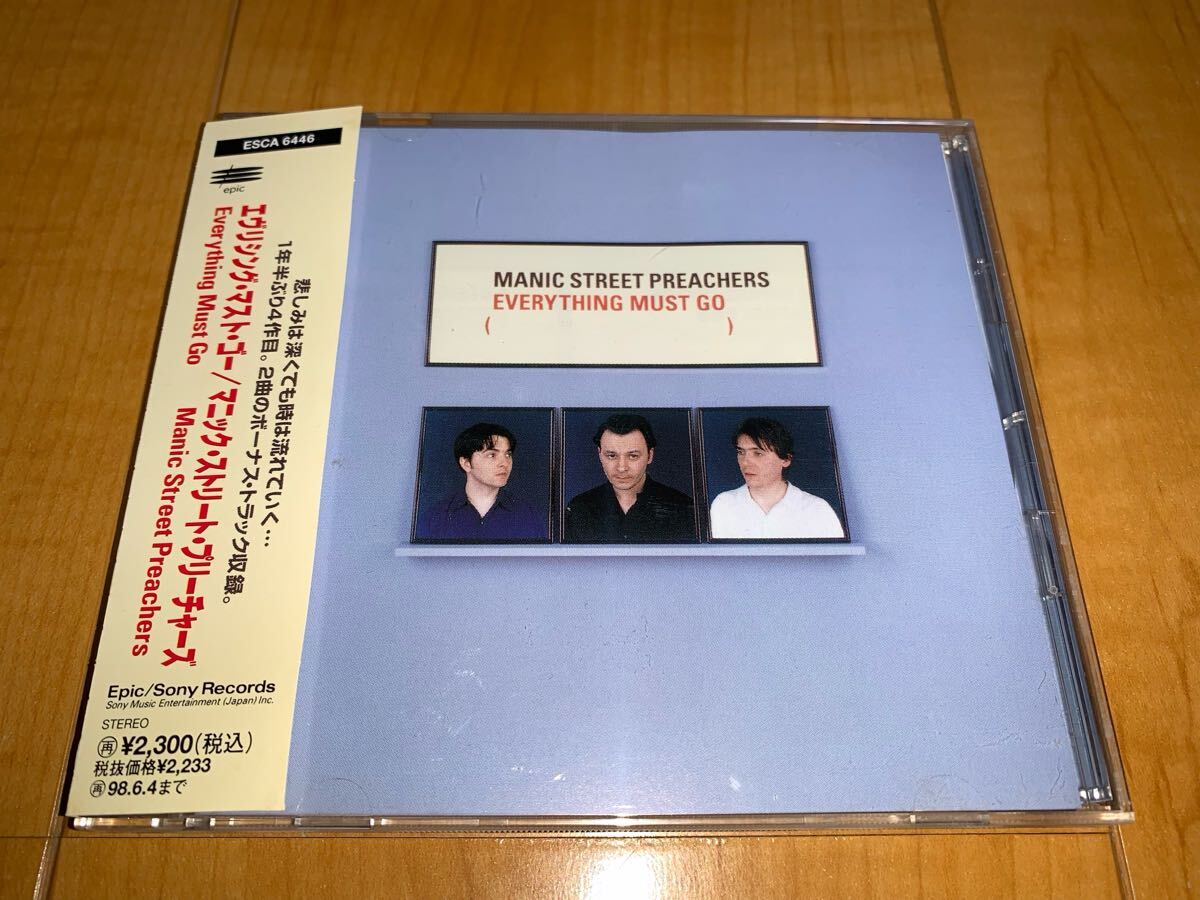 ESCA 6446
epic
悲しみは深くても時は流れていく…
1年半ぶり4作目。2曲のボーナス・トラック収録。
エヴリシング・マスト・ゴー/マニック・ストリート・プリーチャーズ
Everything Must Go Manic Street Preachers
Epic/Sony Records
Sony Music Entertainment (Japan) Inc.
STEREO
再 ¥2,300(税込)
税抜価格¥2,233
再 98.6.4まで
MANIC STREET PREACHERS
EVERYTHING MUST GO
( )